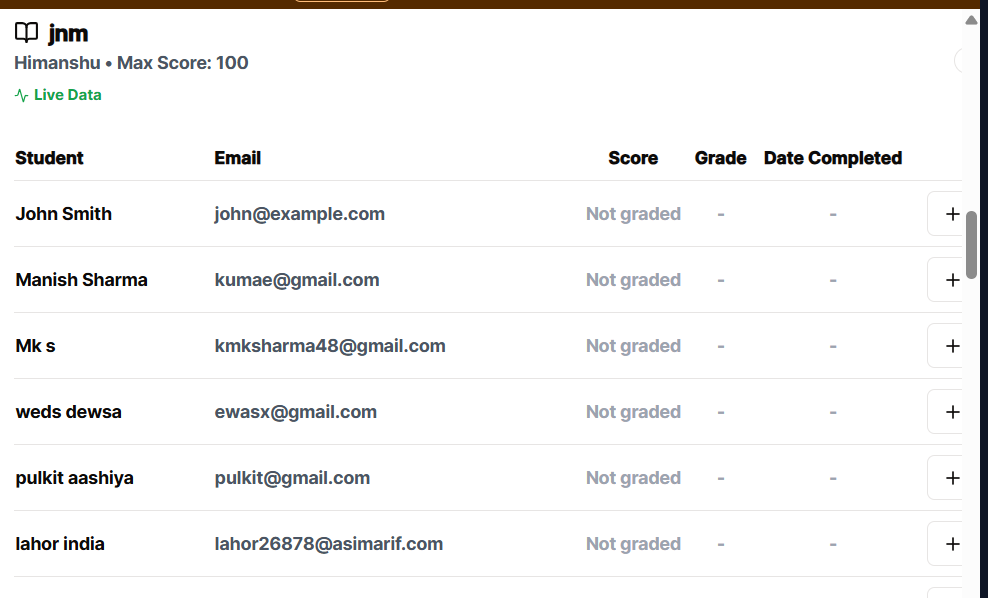 jnm
Himanshu • Max Score: 100
Live Data
Student Email Score Grade Date Completed
John Smith john@example.com Not graded - - +
Manish Sharma kumae@gmail.com Not graded - - +
Mk s kmksharma48@gmail.com Not graded - - +
weds dewsa ewasx@gmail.com Not graded - - +
pulkit aashiya pulkit@gmail.com Not graded - - +
lahor india lahor26878@asimarif.com Not graded - - +